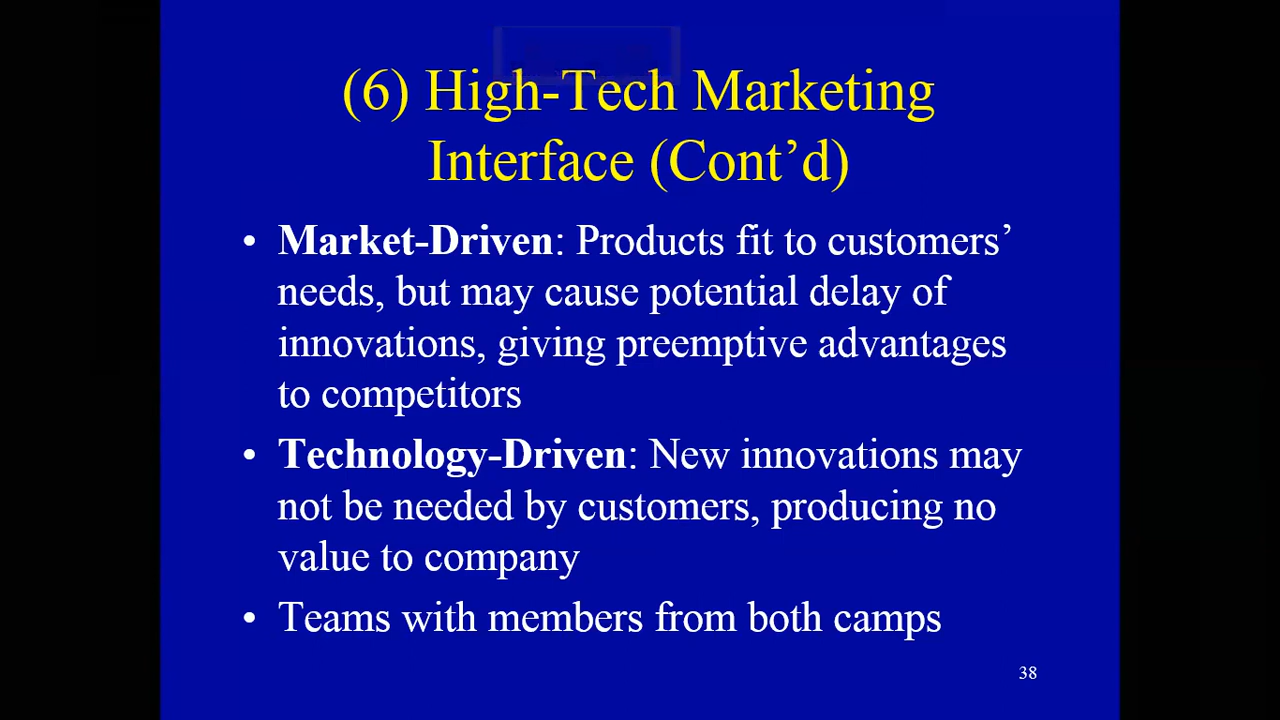 (6) High-Tech Marketing
Interface (Cont’d)
• Market-Driven: Products fit to customers’
needs, but may cause potential delay of
innovations, giving preemptive advantages
to competitors
• Technology-Driven: New innovations may
not be needed by customers, producing no
value to company
• Teams with members from both camps
38